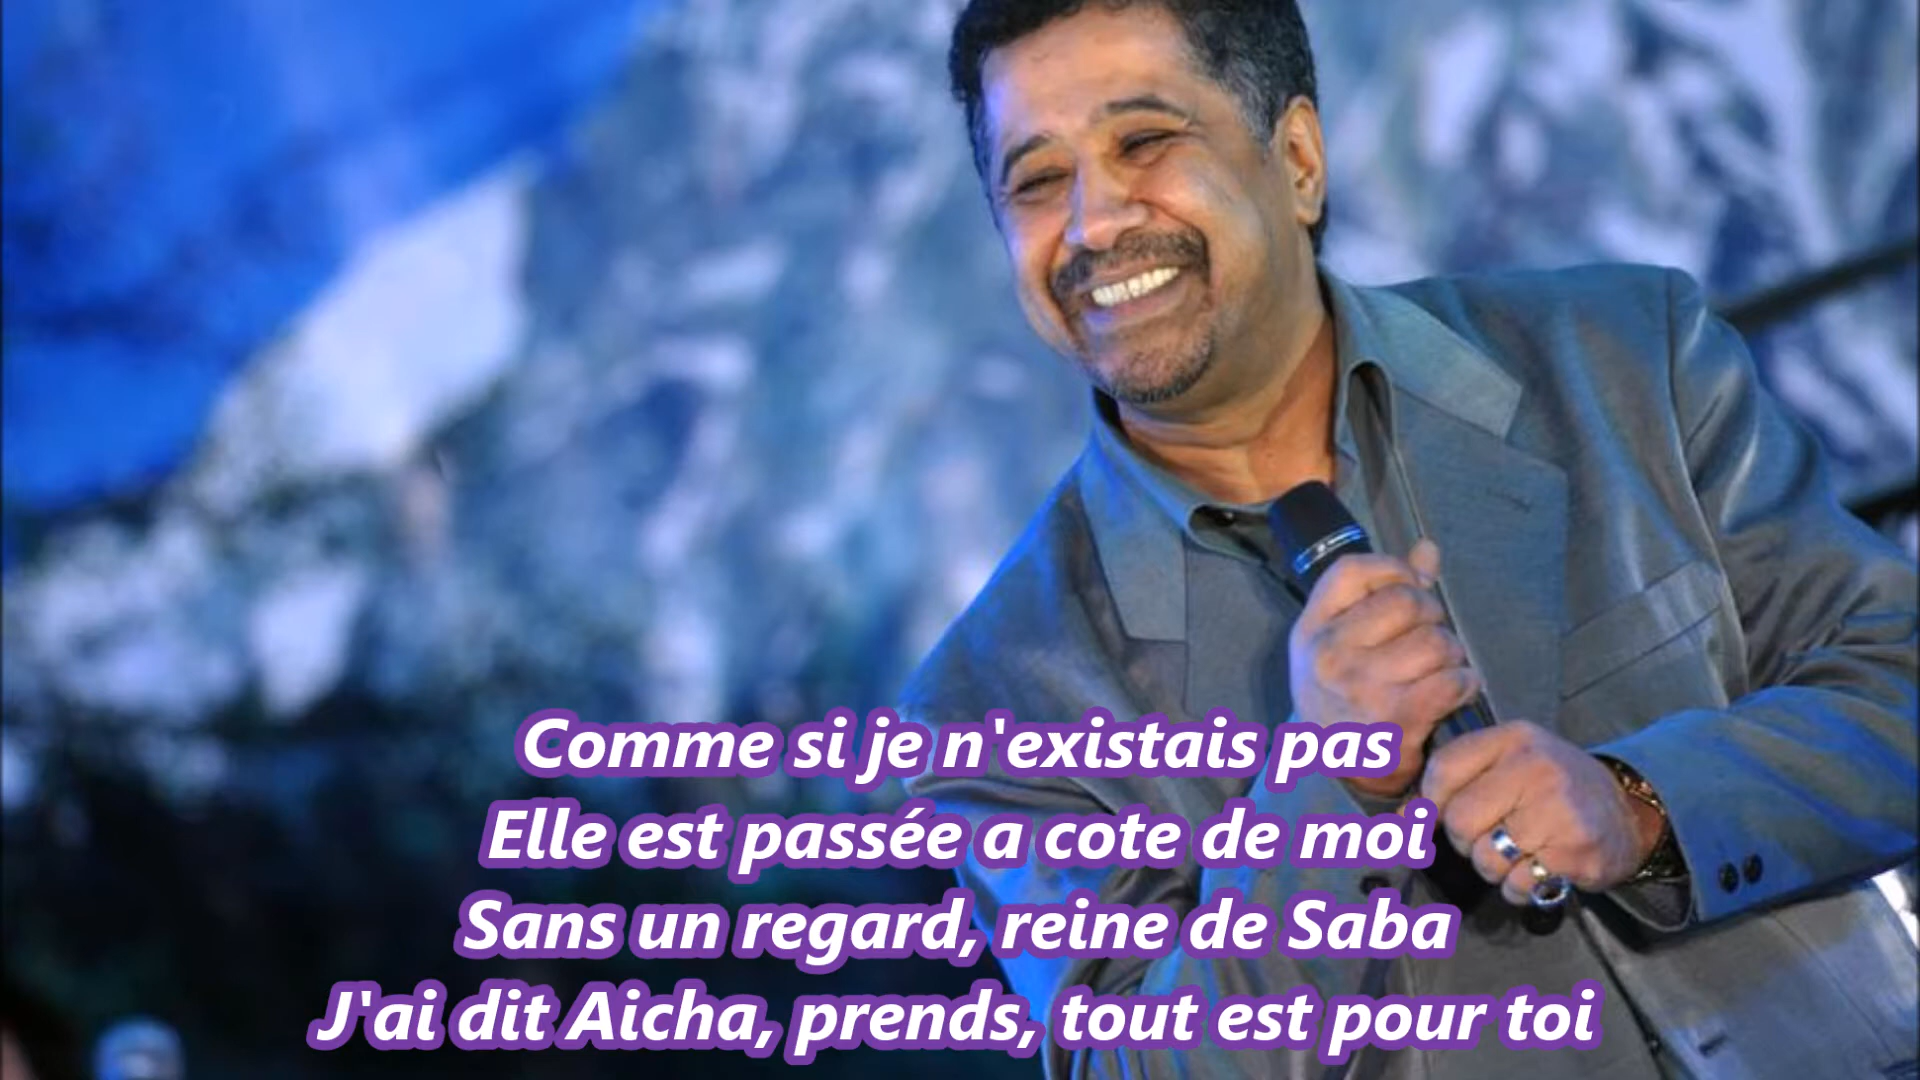 Comme si je n'existais pas
Elle est passée a cote de moi
Sans un regard, reine de Saba
J'ai dit Aicha, prends, tout est pour toi